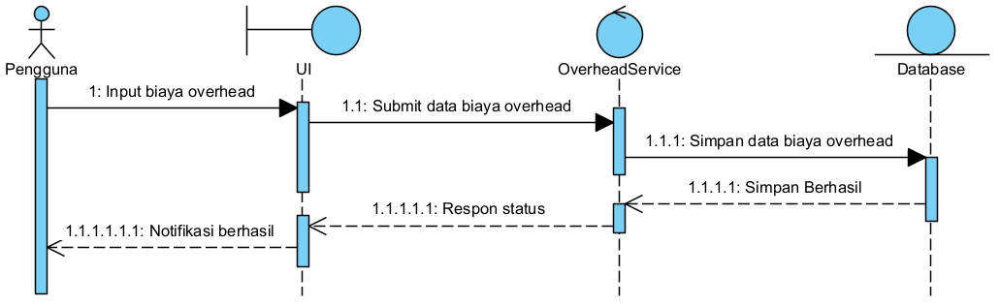 Pengguna
UI
OverheadService
Database
1: Input biaya overhead
1.1: Submit data biaya overhead
1.1.1: Simpan data biaya overhead
1.1.1.1: Simpan Berhasil
1.1.1.1.1: Respon status
1.1.1.1.1.1: Notifikasi berhasil